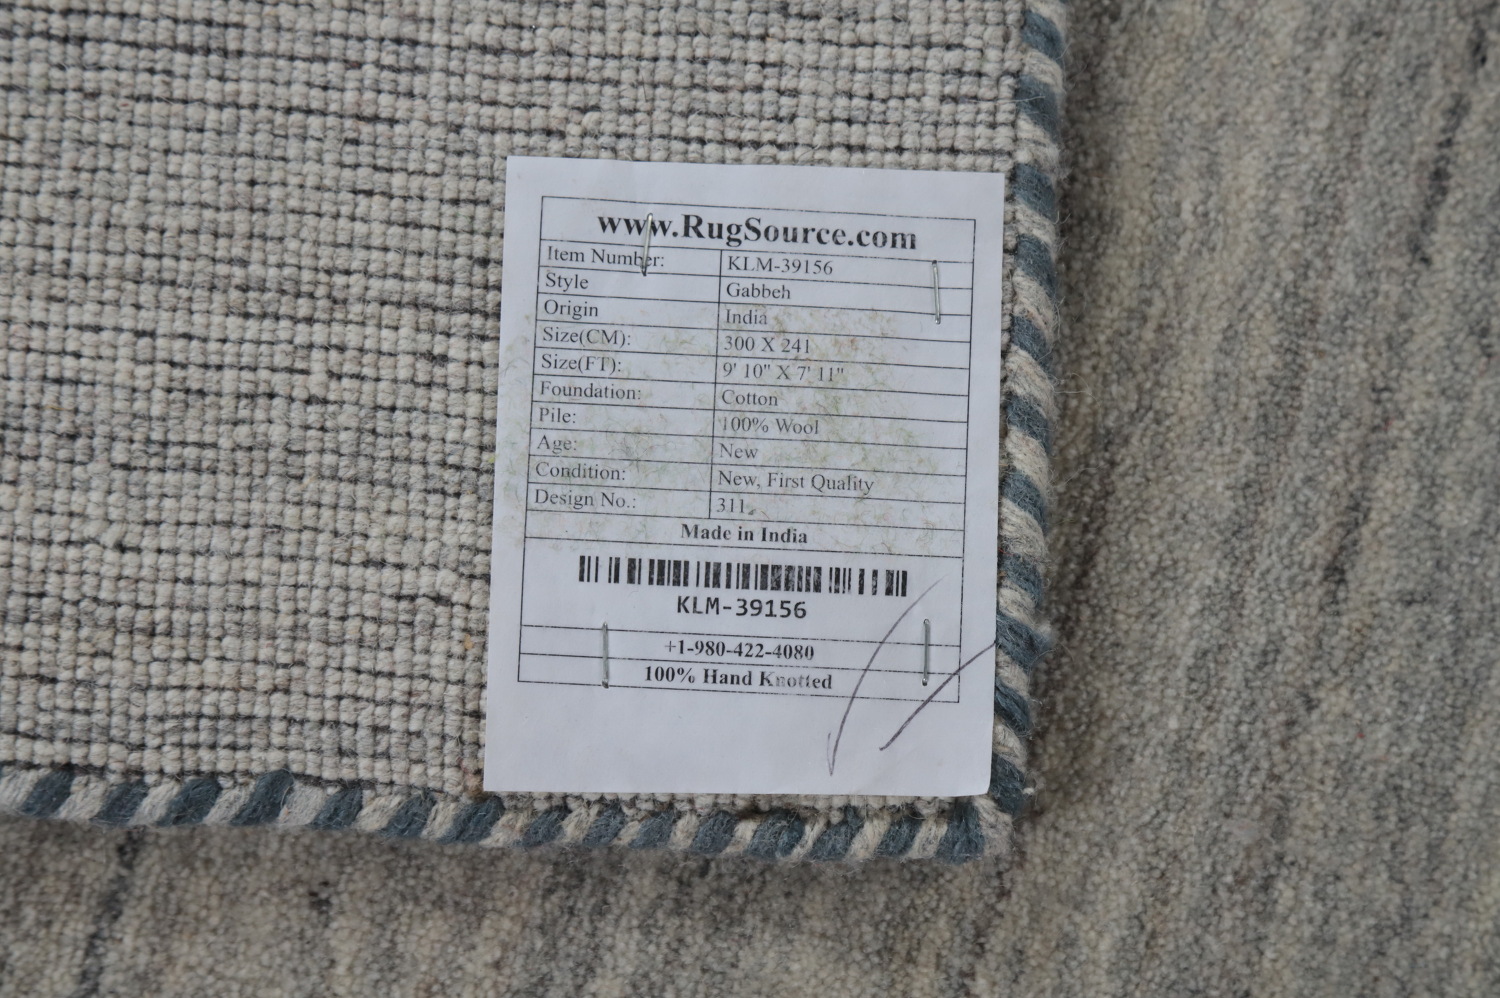 www.RugSource.com
Item Number: KLM-39156
Style Gabbeh
Origin India
Size(CM): 300 X 241
Size(FT): 9' 10" X 7' 11"
Foundation: Cotton
Pile: 100% Wool
Age: New
Condition: New, First Quality
Design No.: 311
Made in India
KLM-39156
+1-980-422-4080
100% Hand Knotted